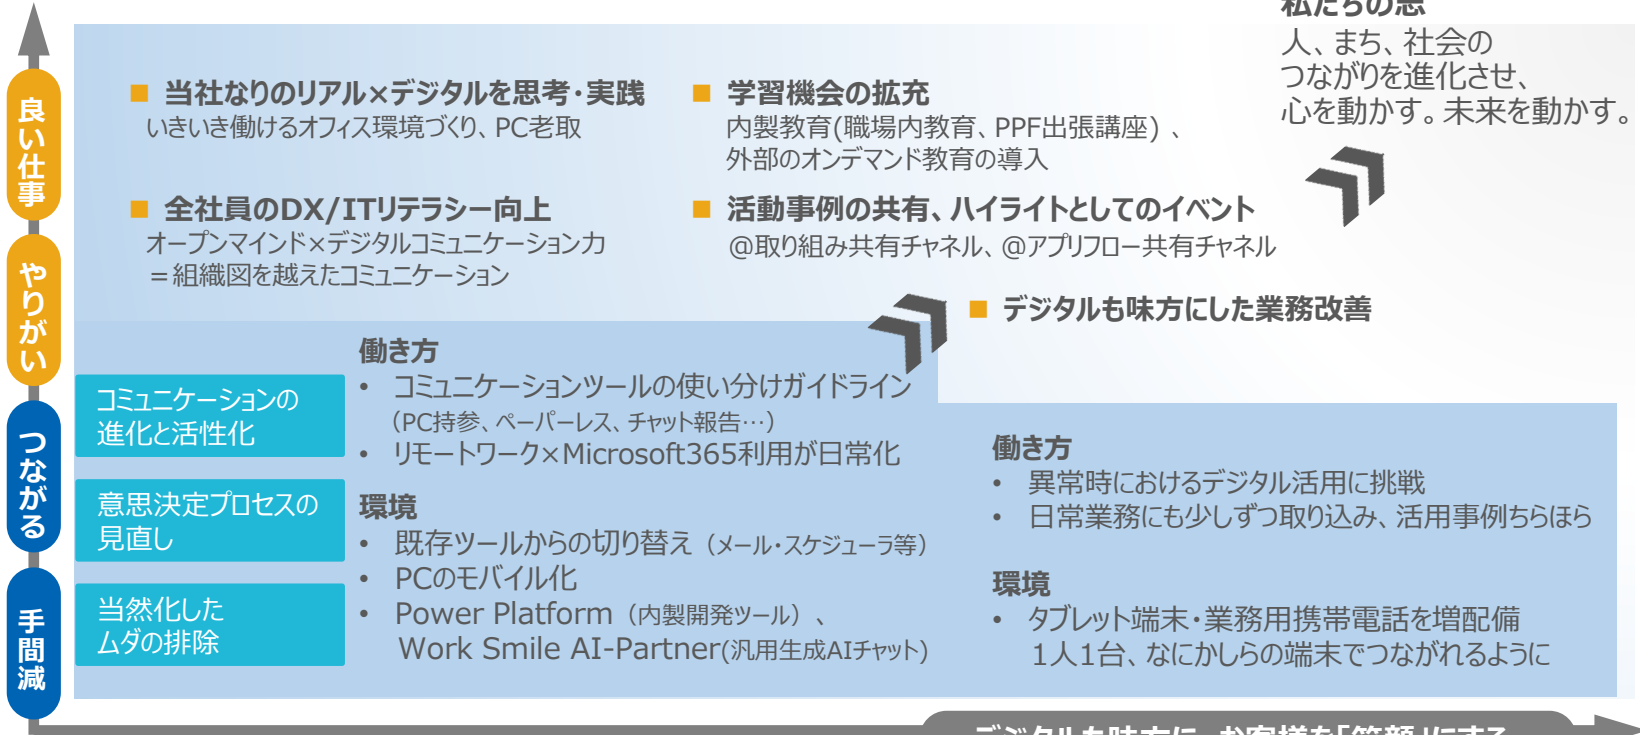 私たちの志
人、まち、社会の
つながりを進化させ、
心を動かす。未来を動かす。
良い仕事
やりがい
つながる
手間減
■ 当社なりのリアル×デジタルを思考・実践
いきいき働けるオフィス環境づくり、PC老取
■ 全社員のDX/ITリテラシー向上
オープンマインド×デジタルコミュニケーション力
＝組織図を越えたコミュニケーション
■ 学習機会の拡充
内製教育(職場内教育、PPF出張講座) 、
外部のオンデマンド教育の導入
■ 活動事例の共有、ハイライトとしてのイベント
@取り組み共有チャネル、@アプリフロー共有チャネル
■ デジタルも味方にした業務改善
コミュニケーションの
進化と活性化
意思決定プロセスの
見直し
当然化した
ムダの排除
働き方
• コミュニケーションツールの使い分けガイドライン
（PC持参、ペーパーレス、チャット報告…）
• リモートワーク×Microsoft365利用が日常化
環境
• 既存ツールからの切り替え（メール・スケジューラ等）
• PCのモバイル化
• Power Platform（内製開発ツール）、
Work Smile AI-Partner(汎用生成AIチャット)
働き方
• 異常時におけるデジタル活用に挑戦
• 日常業務にも少しずつ取り込み、活用事例ちらほら
環境
• タブレット端末・業務用携帯電話を増配備
1人1台、なにかしらの端末でつながれるように
デジタルも味方に、お客様を「笑顔」にする